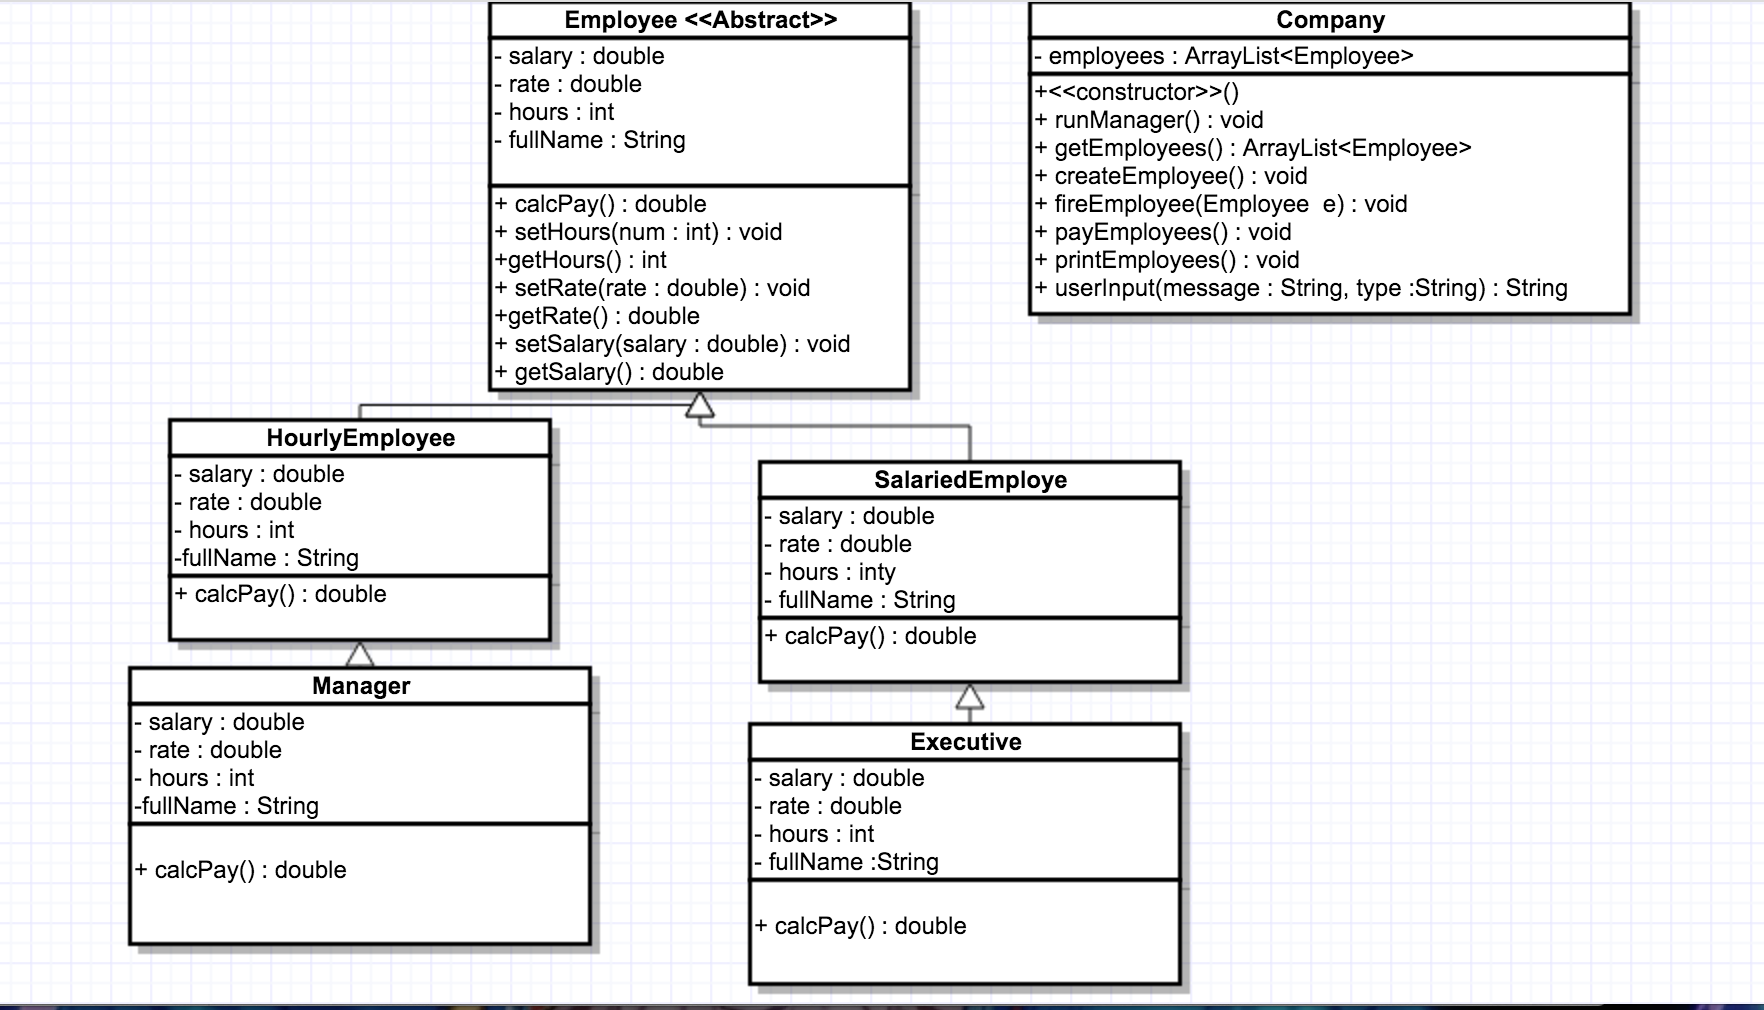 Employee <<Abstract>>
- salary : double
- rate : double
- hours : int
- fullName : String
+ calcPay() : double
+ setHours(num : int) : void
+getHours() : int
+ setRate(rate : double) : void
+getRate() : double
+ setSalary(salary : double) : void
+ getSalary() : double
Company
- employees : ArrayList<Employee>
+<<constructor>>()
+ runManager() : void
+ getEmployees() : ArrayList<Employee>
+ createEmployee() : void
+ fireEmployee(Employee  e) : void
+ payEmployees() : void
+ printEmployees() : void
+ userInput(message : String, type :String) : String
HourlyEmployee
- salary : double
- rate : double
- hours : int
-fullName : String
+ calcPay() : double
SalariedEmploye
- salary : double
- rate : double
- hours : inty
- fullName : String
+ calcPay() : double
Manager
- salary : double
- rate : double
- hours : int
-fullName : String
+ calcPay() : double
Executive
- salary : double
- rate : double
- hours : int
- fullName :String
+ calcPay() : double